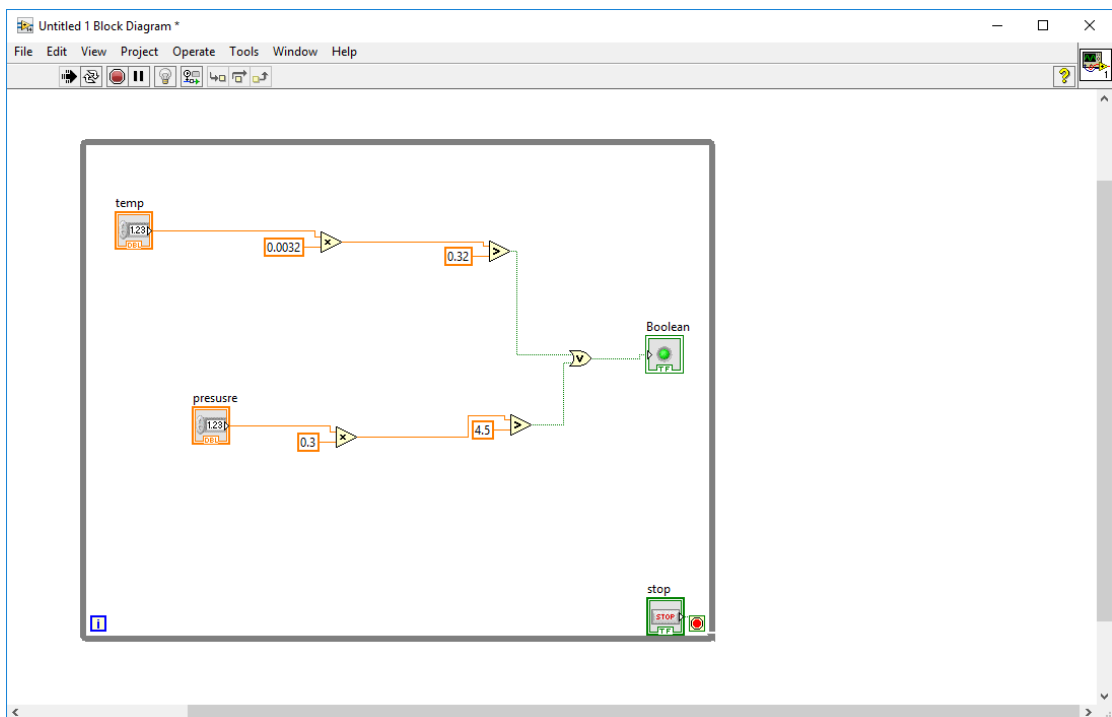 Untitled 1 Block Diagram *
File Edit View Project Operate Tools Window Help
?
1
temp
1.23
DBL
0.0032
x
0.32
>
Boolean
TF
v
presusre
1.23
DBL
0.3
x
4.5
>
stop
STOP
TF
i